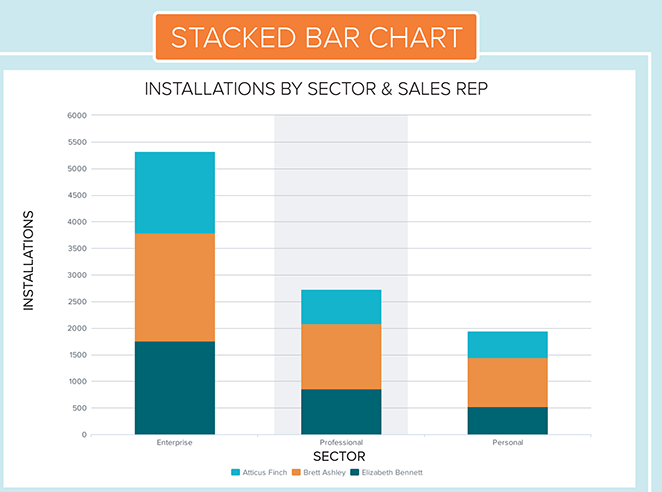 STACKED BAR CHART
INSTALLATIONS BY SECTOR & SALES REP
INSTALLATIONS
6000
5500
5000
4500
4000
3500
3000
2500
2000
1500
1000
500
0
Enterprise Professional Personal
SECTOR
Atticus Finch Brett Ashley Elizabeth Bennett